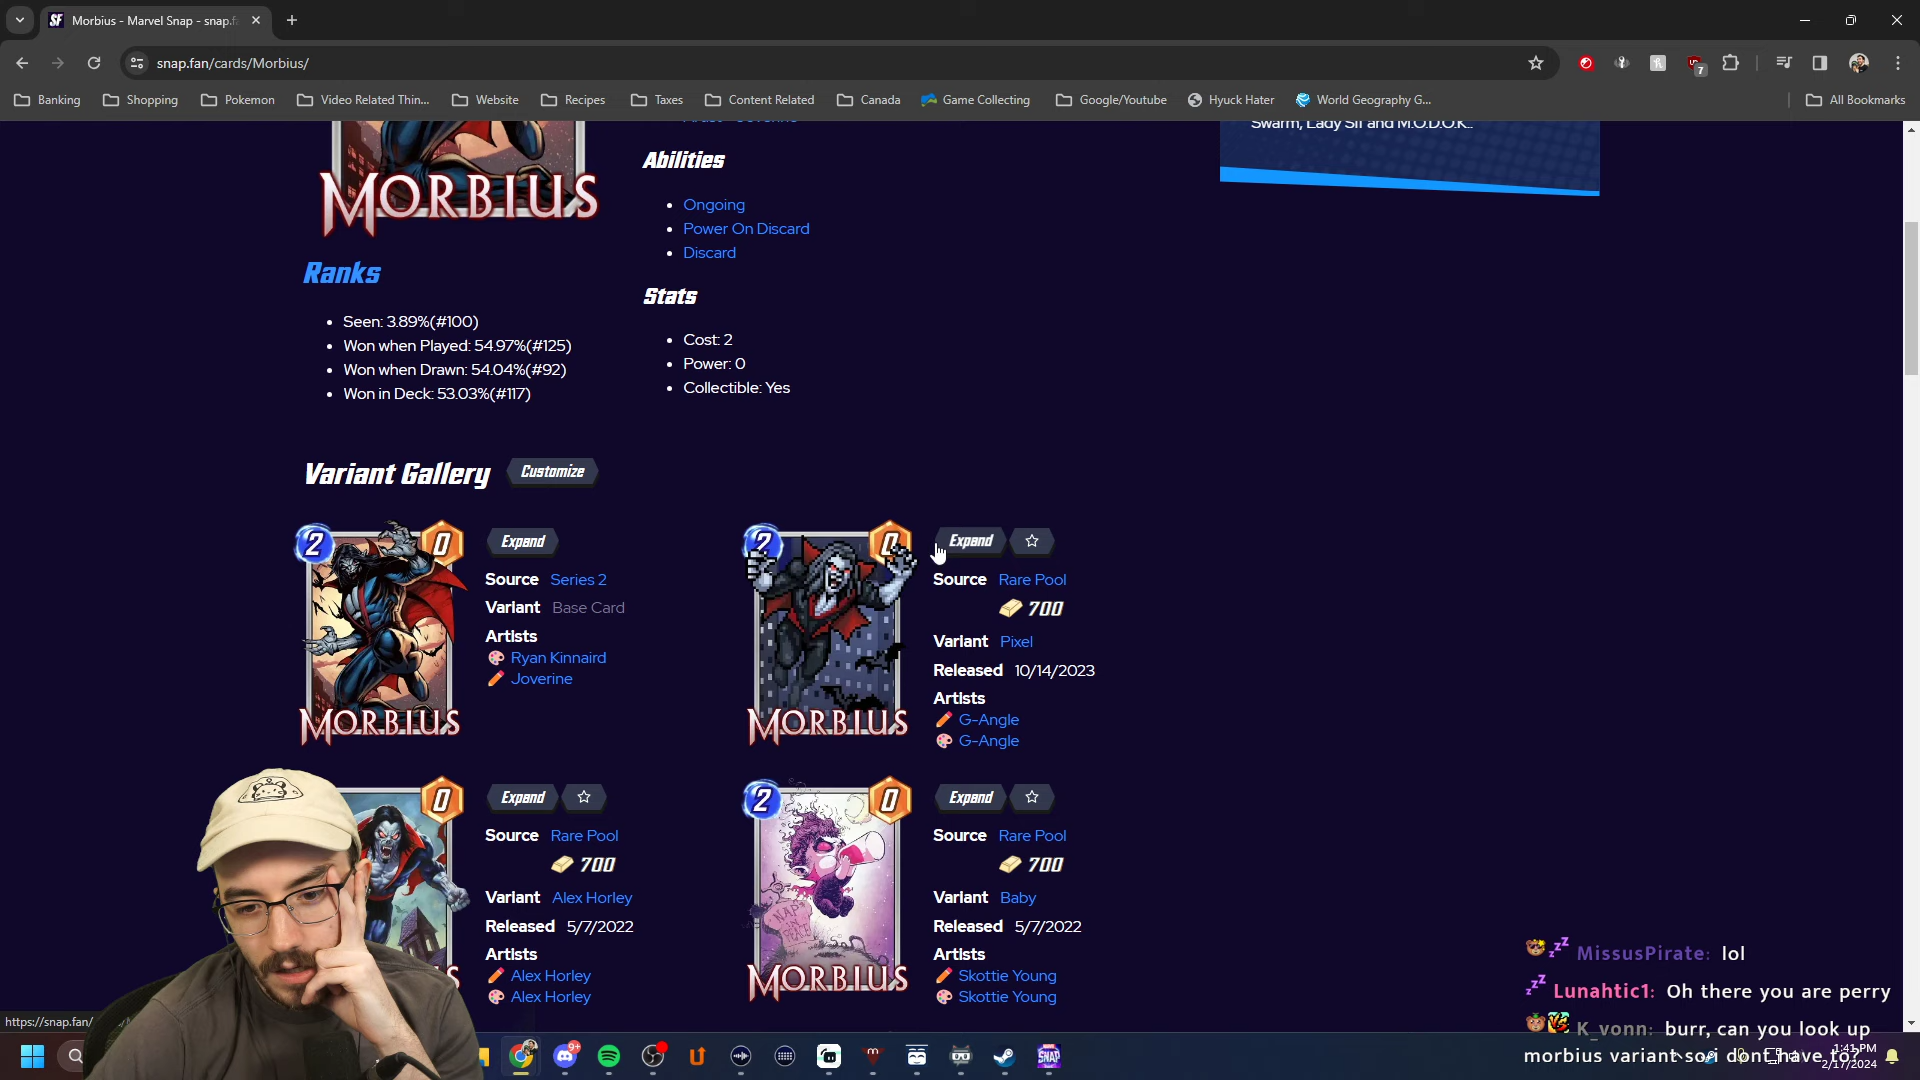 Morbius - Marvel Snap - snap.f
snap.fan/cards/Morbius/
Banking
Shopping
Pokemon
Video Related Thin...
Website
Recipes
Taxes
Content Related
Canada
Game Collecting
Google/Youtube
Hyuck Hater
World Geography G...
All Bookmarks
Swarm, Lady Sif and M.O.D.O.K..
MORBIUS
Abilities
Ongoing
Power On Discard
Discard
Ranks
Seen: 3.89%(#100)
Won when Played: 54.97%(#125)
Won when Drawn: 54.04%(#92)
Won in Deck: 53.03%(#117)
Stats
Cost: 2
Power: 0
Collectible: Yes
Variant Gallery
Customize
2 0
MORBIUS
Expand
Source Series 2
Variant Base Card
Artists
Ryan Kinnaird
Joverine
2 0
MORBIUS
Expand
Source Rare Pool
700
Variant Pixel
Released 10/14/2023
Artists
G-Angle
G-Angle
0
Expand
Source Rare Pool
700
Variant Alex Horley
Released 5/7/2022
Artists
Alex Horley
Alex Horley
2 0
NAP
MORBIUS
Expand
Source Rare Pool
700
Variant Baby
Released 5/7/2022
Artists
Skottie Young
Skottie Young
MissusPirate: lol
Lunahtic1: Oh there you are perry
K_vonn: burr, can you look up
morbius variant so i dont have to?
https://snap.fan/
1:41 PM
2/17/2024
SNAP